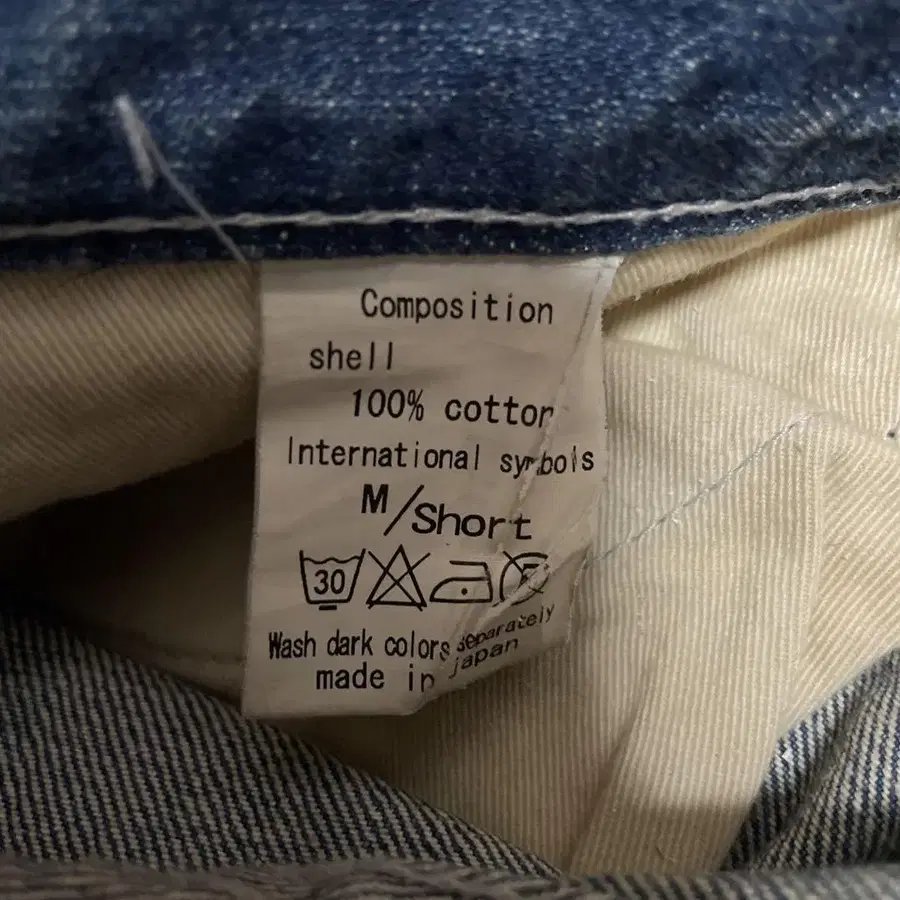 Composition
shell
100% cotton
International symbols
M/Short
30
Wash dark colors separately
made in japan